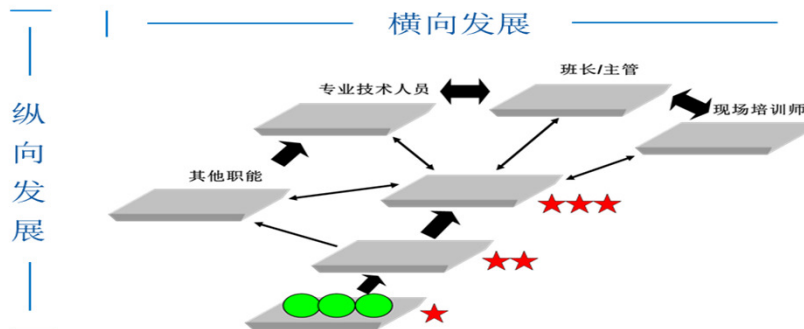 横向发展
纵向发展
专业技术人员
班长/主管
现场培训师
其他职能